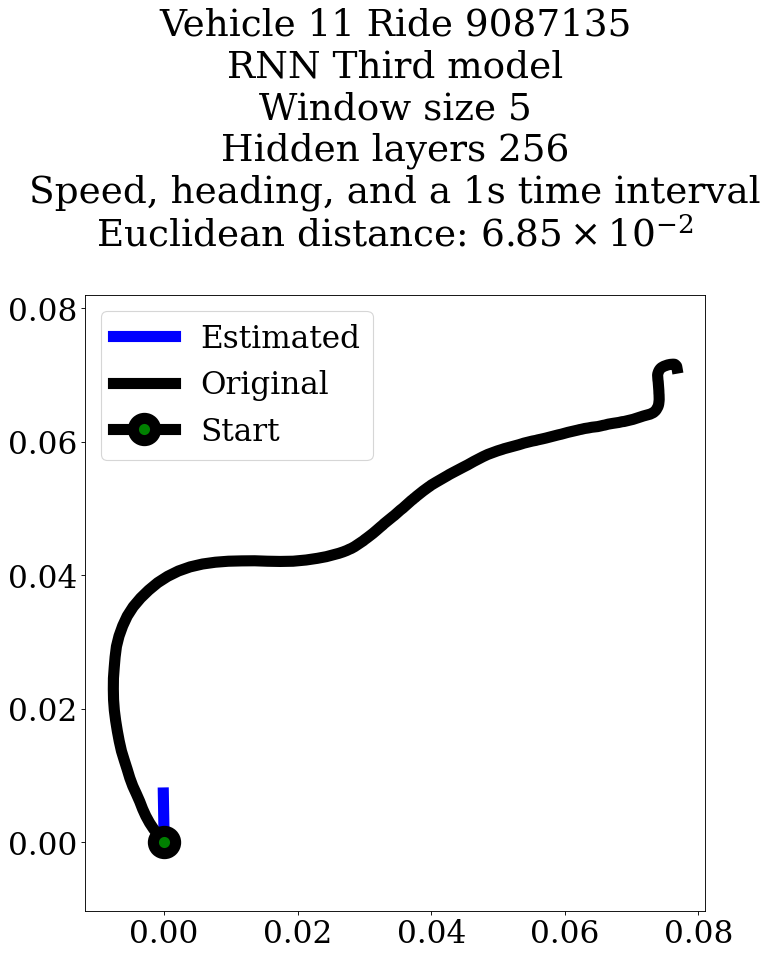 Vehicle 11 Ride 9087135
RNN Third model
Window size 5
Hidden layers 256
Speed, heading, and a 1s time interval
Euclidean distance: 6.85 × 10⁻²
Estimated
Original
Start
0.08
0.06
0.04
0.02
0.00
0.00 0.02 0.04 0.06 0.08